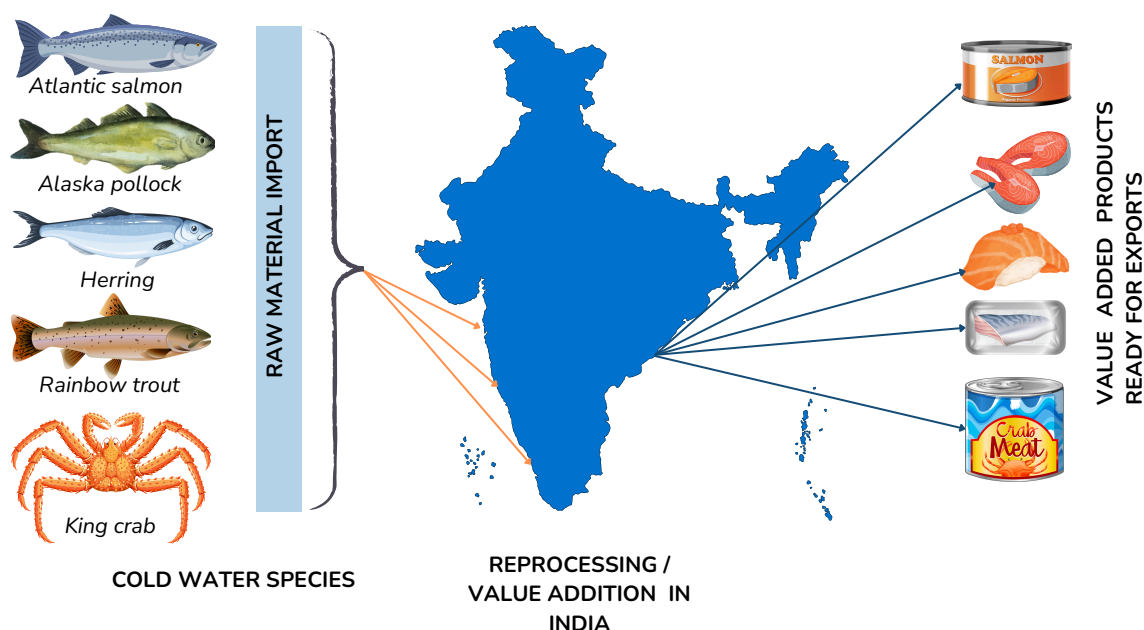 Atlantic salmon
Alaska pollock
Herring
Rainbow trout
King crab
COLD WATER SPECIES
RAW MATERIAL IMPORT
REPROCESSING /
VALUE ADDITION IN
INDIA
SALMON
Crab
Meat
VALUE ADDED PRODUCTS
READY FOR EXPORTS